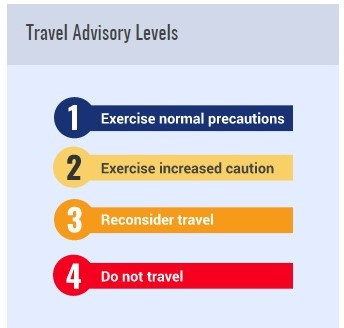 Travel Advisory Levels
1 Exercise normal precautions
2 Exercise increased caution
3 Reconsider travel
4 Do not travel